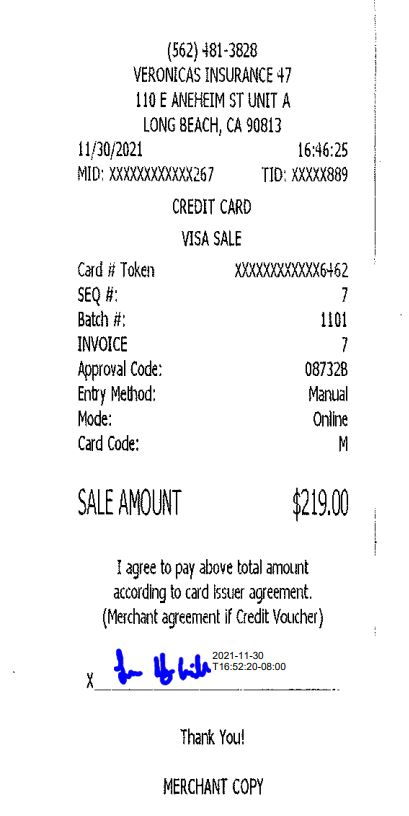 (562) 481-3828
VERONICAS INSURANCE 47
110 E ANEHEIM ST UNIT A
LONG BEACH, CA 90813
11/30/2021 16:46:25
MID: XXXXXXXXXXXX267 TID: XXXXX889
CREDIT CARD
VISA SALE
Card # Token XXXXXXXXXXXX6462
SEQ #: 7
Batch #: 1101
INVOICE 7
Approval Code: 08732B
Entry Method: Manual
Mode: Online
Card Code: M
SALE AMOUNT $219.00
I agree to pay above total amount
according to card issuer agreement.
(Merchant agreement if Credit Voucher)
2021-11-30
T16:52:20-08:00
X
Thank You!
MERCHANT COPY